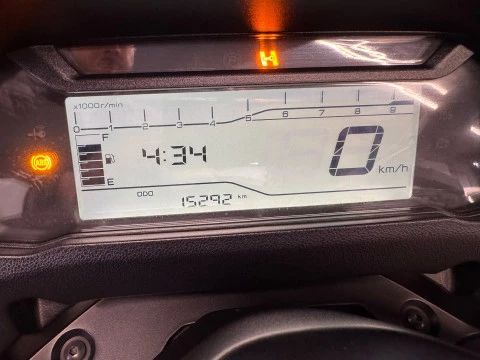 x1000r/min
0 1 2 3 4 5 6 7 8 9
F
ABS
4:34
0
km/h
E
ODO
15292 km